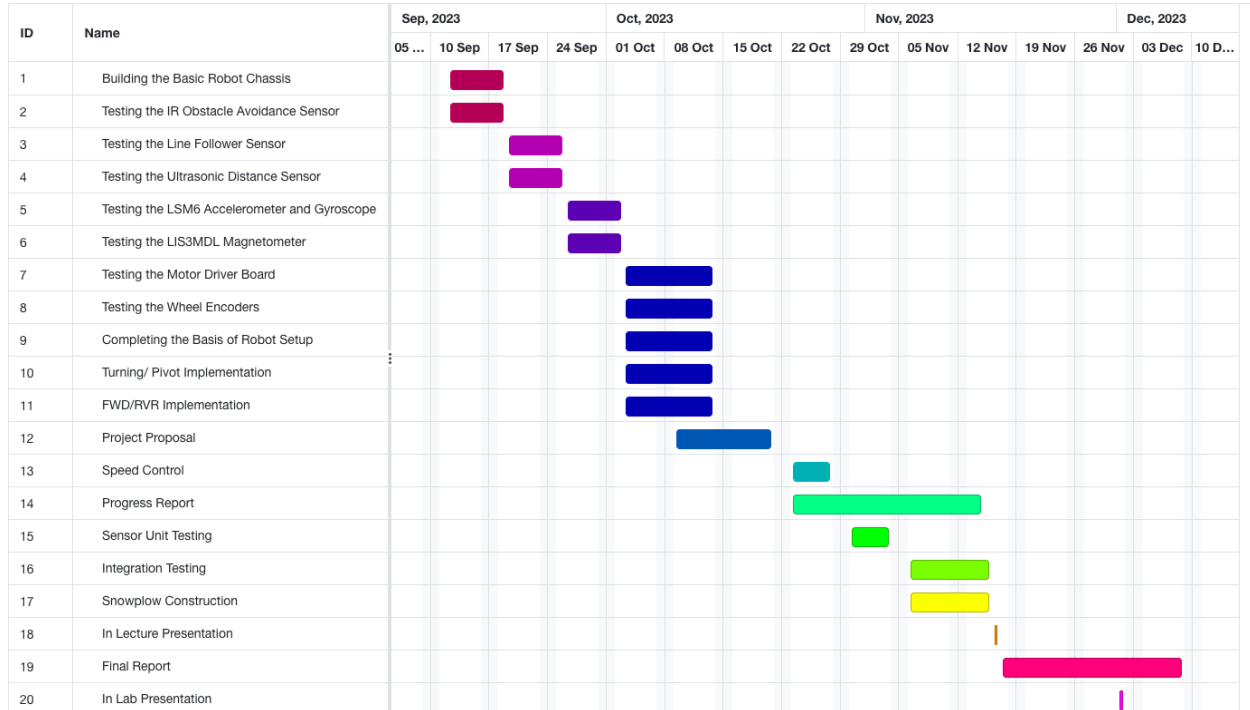 ID Name Sep, 2023 Oct, 2023 Nov, 2023 Dec, 2023
05 ... 10 Sep 17 Sep 24 Sep 01 Oct 08 Oct 15 Oct 22 Oct 29 Oct 05 Nov 12 Nov 19 Nov 26 Nov 03 Dec 10 D...
1 Building the Basic Robot Chassis
2 Testing the IR Obstacle Avoidance Sensor
3 Testing the Line Follower Sensor
4 Testing the Ultrasonic Distance Sensor
5 Testing the LSM6 Accelerometer and Gyroscope
6 Testing the LIS3MDL Magnetometer
7 Testing the Motor Driver Board
8 Testing the Wheel Encoders
9 Completing the Basis of Robot Setup
10 Turning/ Pivot Implementation
11 FWD/RVR Implementation
12 Project Proposal
13 Speed Control
14 Progress Report
15 Sensor Unit Testing
16 Integration Testing
17 Snowplow Construction
18 In Lecture Presentation
19 Final Report
20 In Lab Presentation